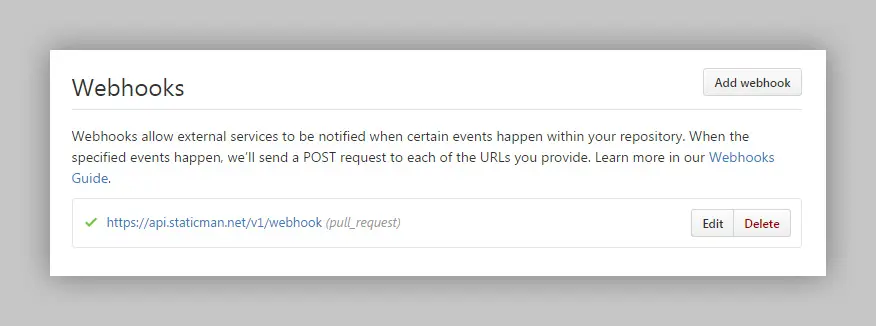 Webhooks
Add webhook
Webhooks allow external services to be notified when certain events happen within your repository. When the
specified events happen, we'll send a POST request to each of the URLs you provide. Learn more in our Webhooks
Guide.
https://api.staticman.net/v1/webhook (pull_request)
Edit
Delete